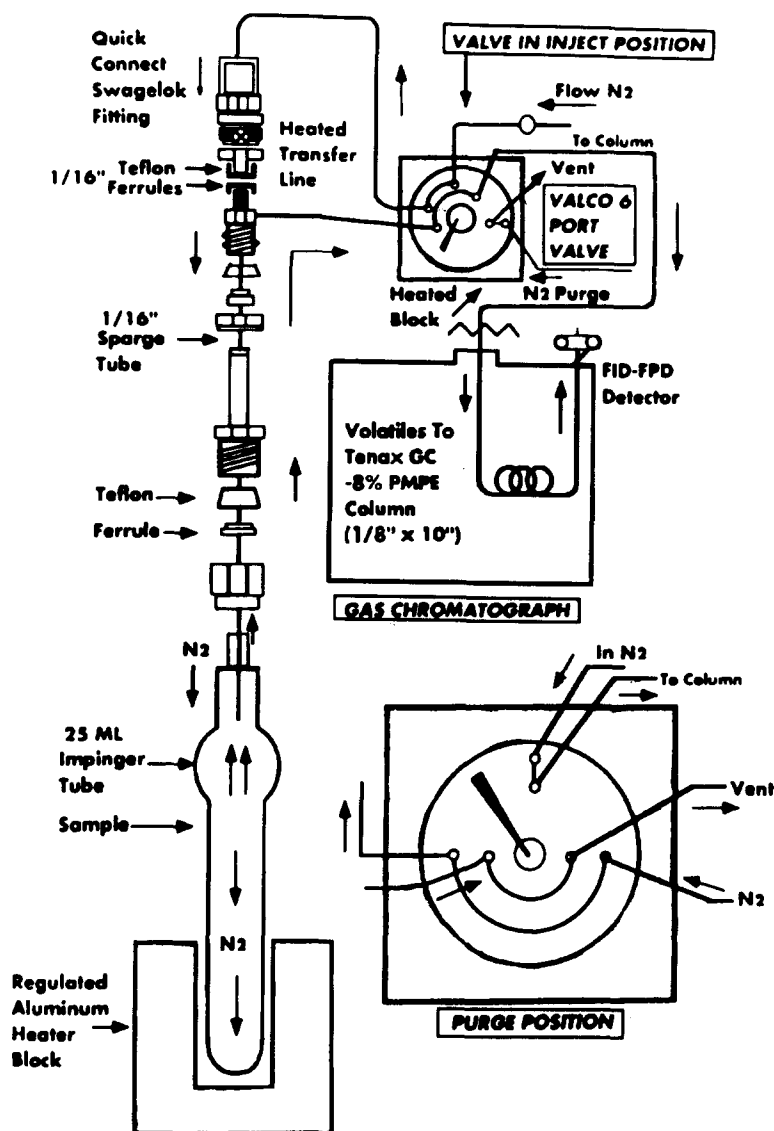 Quick
Connect
Swagelok
Fitting
VALVE IN INJECT POSITION
Flow N2
Heated
Transfer
Line
To Column
Teflon
1/16" Ferrules
Vent
VALCO 6
PORT
VALVE
N2 Purge
Heated
Block
1/16"
Sparge
Tube
FID-FPD
Detector
Volatiles To
Tenax GC
-8% PMPE
Column
(1/8" x 10")
Teflon
Ferrule
GAS CHROMATOGRAPH
N2
In N2
To Column
25 ML
Impinger
Tube
Vent
Sample
N2
N2
Regulated
Aluminum
Heater
Block
PURGE POSITION